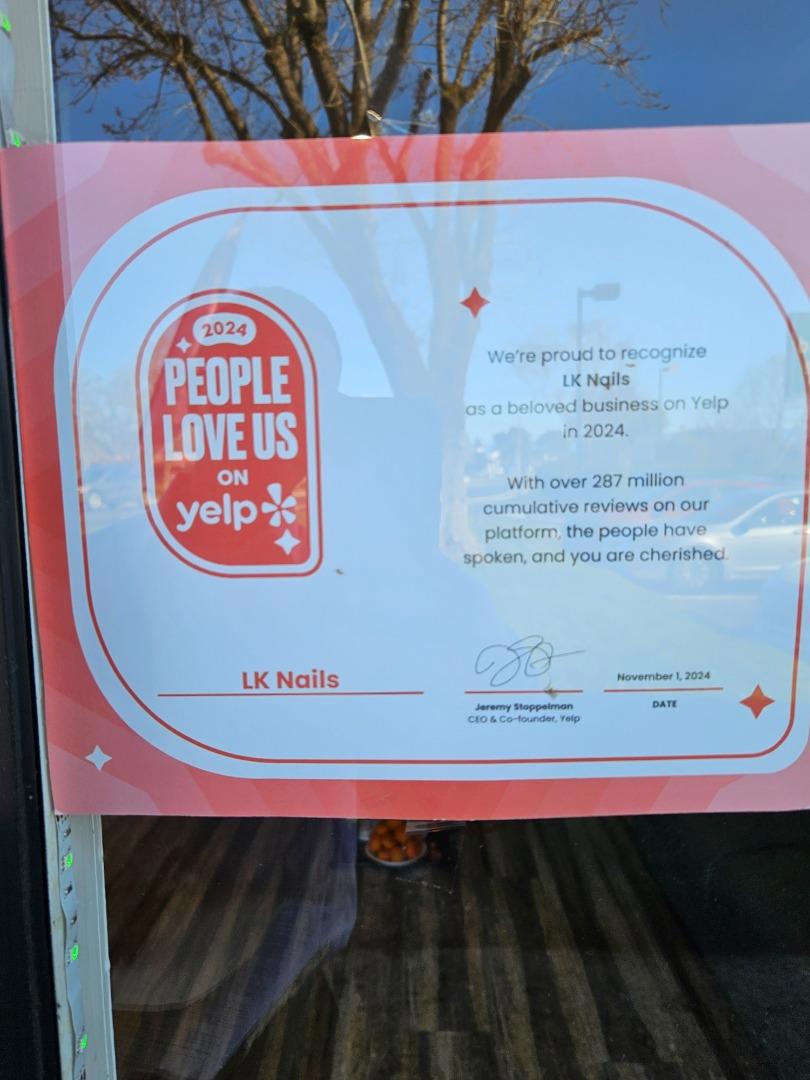 2024
PEOPLE
LOVE US
ON
yelp
We're proud to recognize
LK Nails
as a beloved business on Yelp
in 2024.
With over 287 million
cumulative reviews on our
platform, the people have
spoken, and you are cherished.
LK Nails
November 1, 2024
Jeremy Stoppelman
DATE
CEO & Co-founder, Yelp